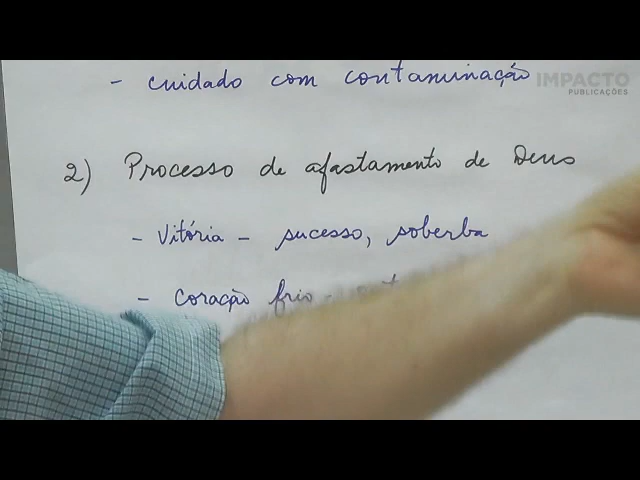 - cuidado com contaminação
IMPACTO
PUBLICAÇÕES
2) Processo de afastamento de Deus
- Vitória - sucesso, soberba
- coração frio -